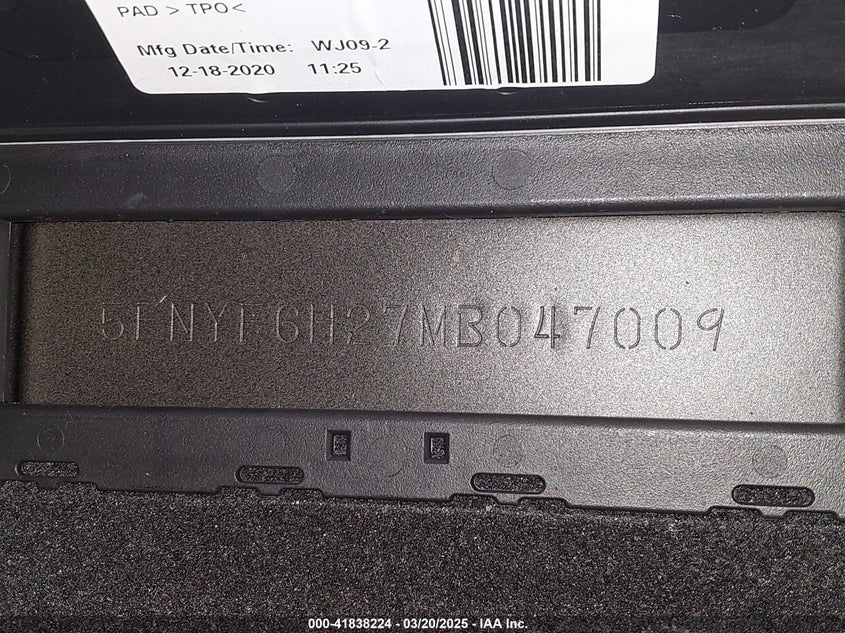 PAD > TPO<
Mfg Date/Time: WJ09-2
12-18-2020 11:25
5FNYF6H27MB047009
000-41838224 - 03/20/2025 - IAA Inc.